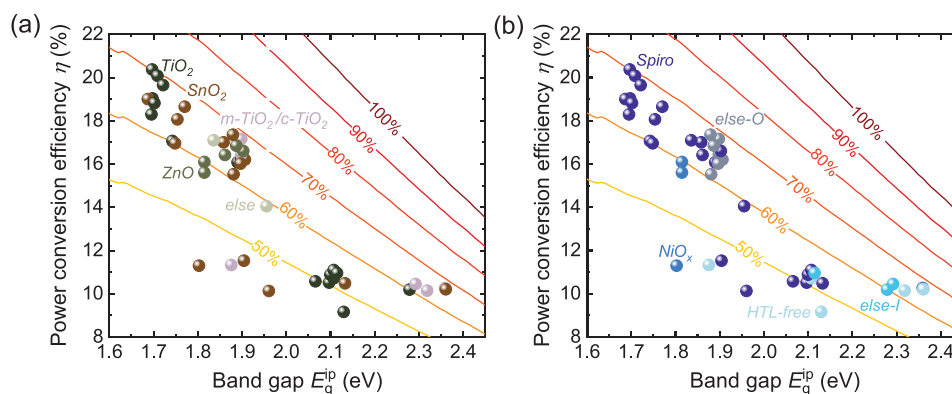 (a)
Power conversion efficiency η (%)
22
20
18
16
14
12
10
8
TiO2
SnO2
m-TiO2/c-TiO2
ZnO
else
100%
90%
80%
70%
60%
50%
1.6 1.7 1.8 1.9 2.0 2.1 2.2 2.3 2.4
Band gap E_g^ip (eV)
(b)
Power conversion efficiency η (%)
22
20
18
16
14
12
10
8
Spiro
else-O
NiOx
HTL-free
else-I
100%
90%
80%
70%
60%
50%
1.6 1.7 1.8 1.9 2.0 2.1 2.2 2.3 2.4
Band gap E_g^ip (eV)